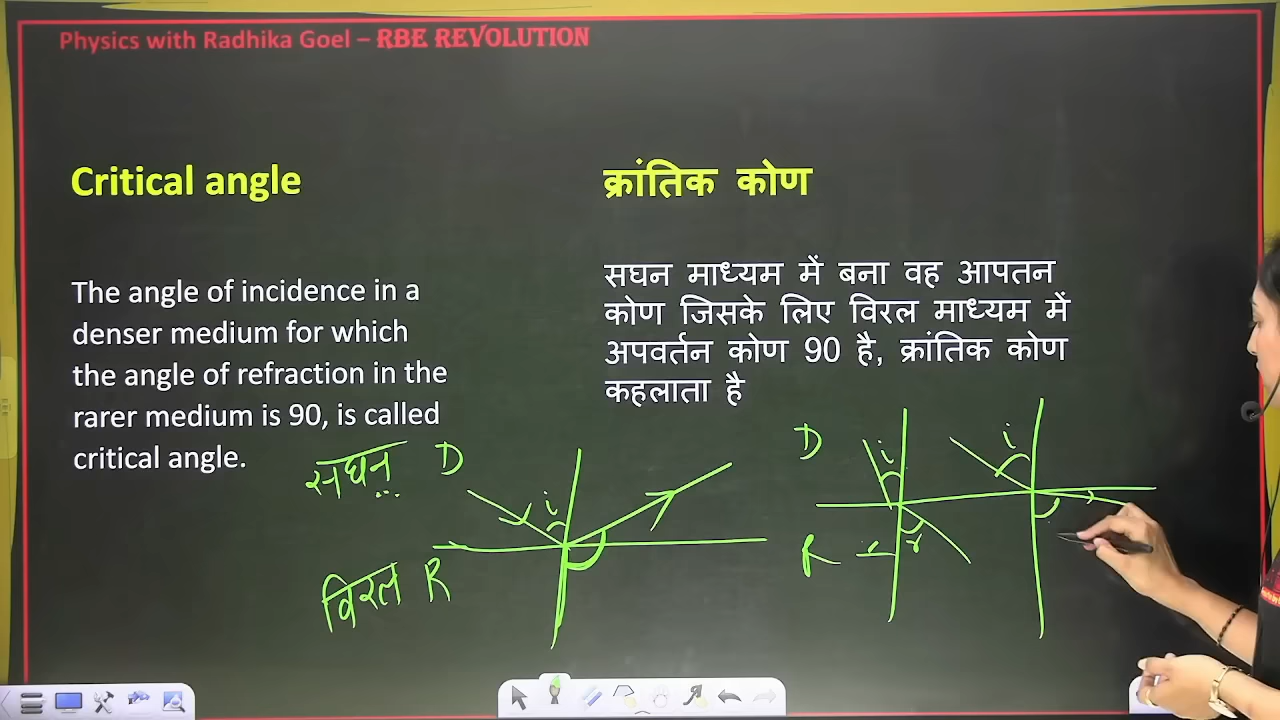 Physics with Radhika Goel – RBE REVOLUTION
Critical angle
The angle of incidence in a
denser medium for which
the angle of refraction in the
rarer medium is 90, is called
critical angle.
क्रांतिक कोण
सघन माध्यम में बना वह आपतन
कोण जिसके लिए विरल माध्यम में
अपवर्तन कोण 90 है, क्रांतिक कोण
कहलाता है
सघन D
i
विरल R
D i i
R r